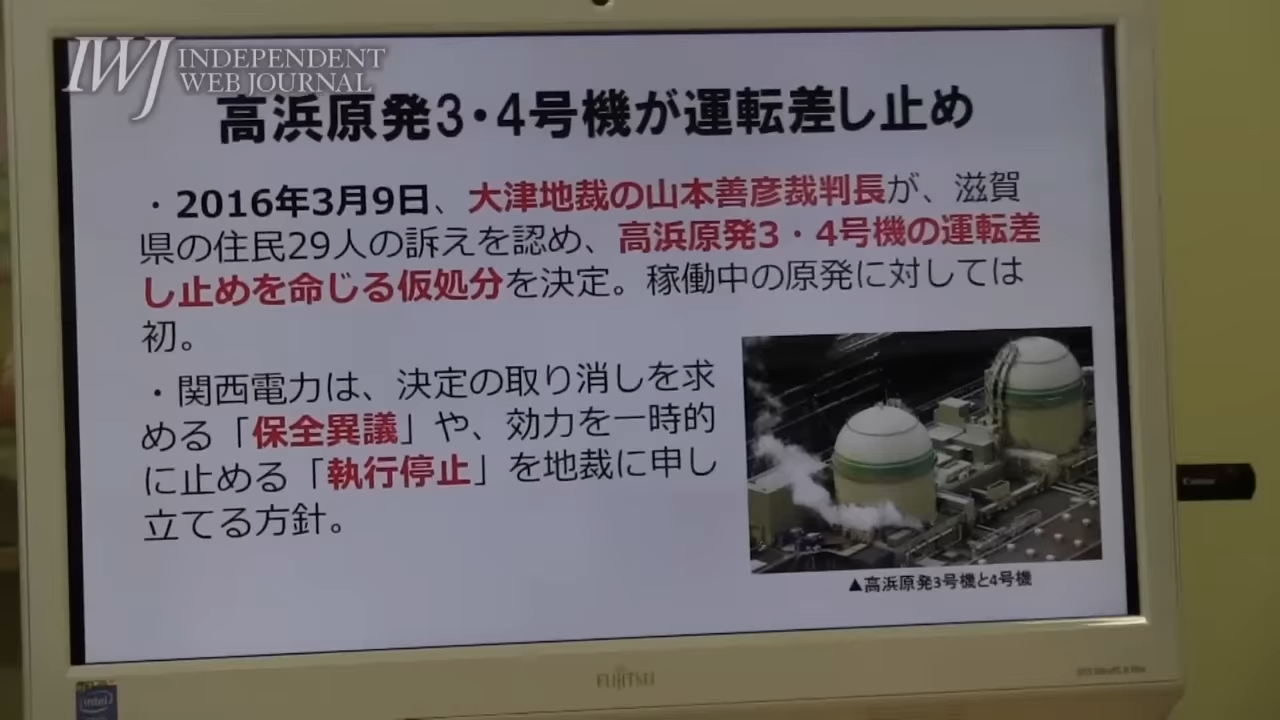 IWJ INDEPENDENT
WEB JOURNAL
高浜原発3・4号機が運転差し止め
・2016年3月9日、大津地裁の山本善彦裁判長が、滋賀
県の住民29人の訴えを認め、高浜原発3・4号機の運転差
し止めを命じる仮処分を決定。稼働中の原発に対しては
初。
・関西電力は、決定の取り消しを求
める「保全異議」や、効力を一時的
に止める「執行停止」を地裁に申し
立てる方針。
▲高浜原発3号機と4号機
FUJITSU
intel
Canon